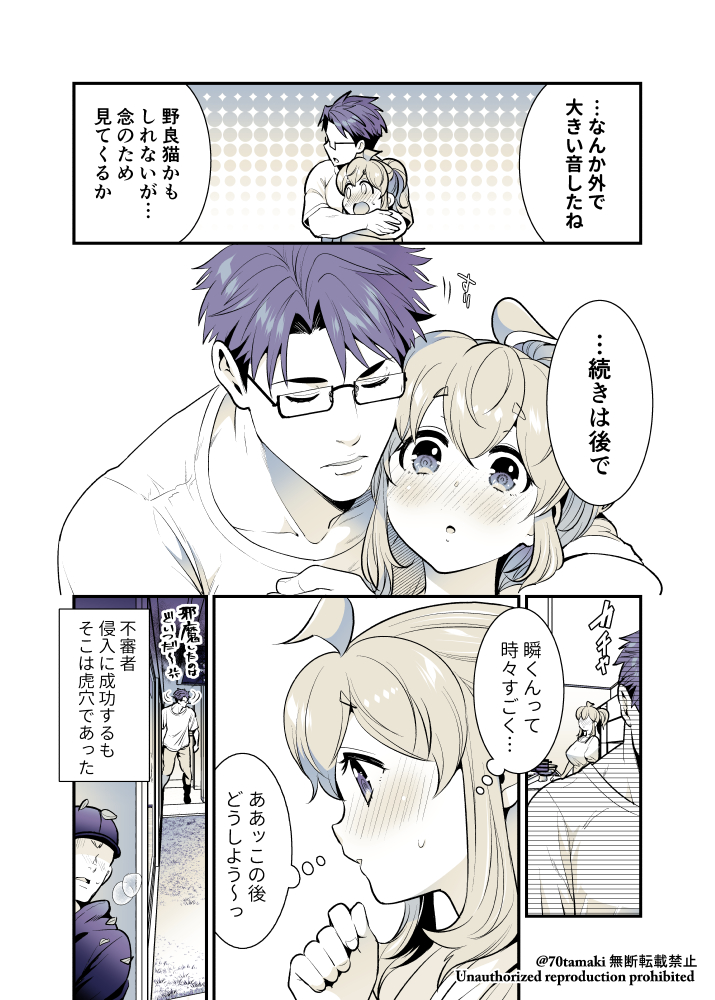 …なんか外で
大きい音したね
野良猫かも
しれないが…
念のため
見てくるか
すり
…続きは後で
ガチャ
瞬くんって
時々すごく…
ああッこの後
どうしよう〜っ
邪魔したは
どいつだ〜
不審者
侵入に成功するも
そこは虎穴であった
@70tamaki 無断転載禁止
Unauthorized reproduction prohibited